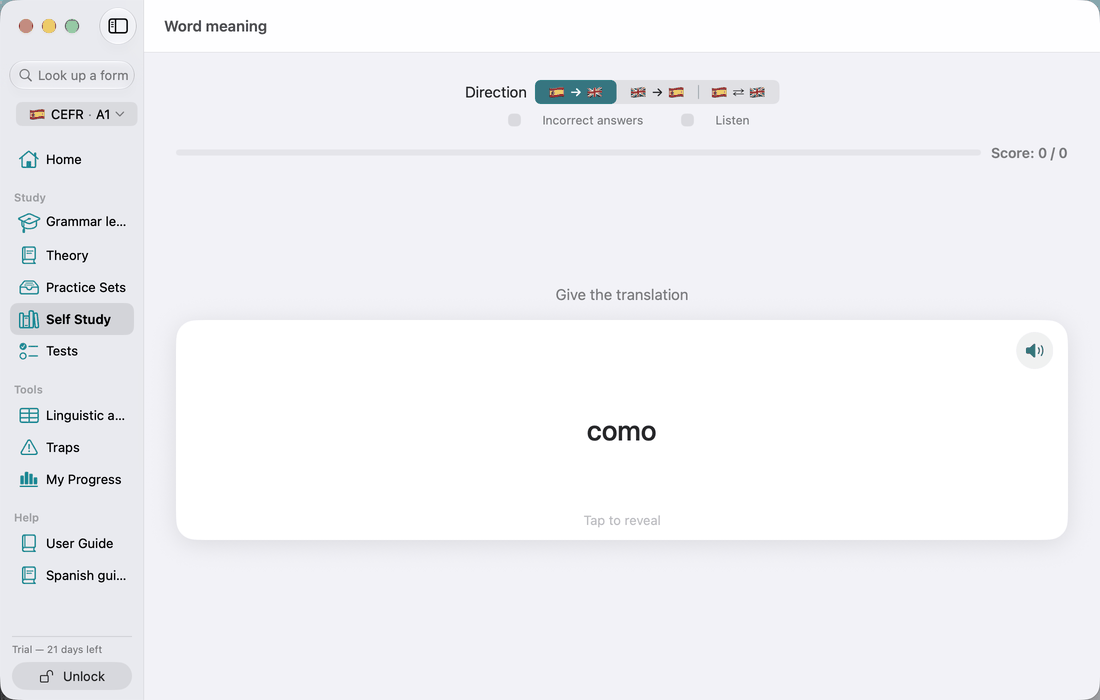 Word meaning
Look up a form
CEFR · A1
Home
Study
Grammar le...
Theory
Practice Sets
Self Study
Tests
Tools
Linguistic a...
Traps
My Progress
Help
User Guide
Spanish gui...
Trial — 21 days left
Unlock
Direction
Incorrect answers Listen
Score: 0 / 0
Give the translation
como
Tap to reveal